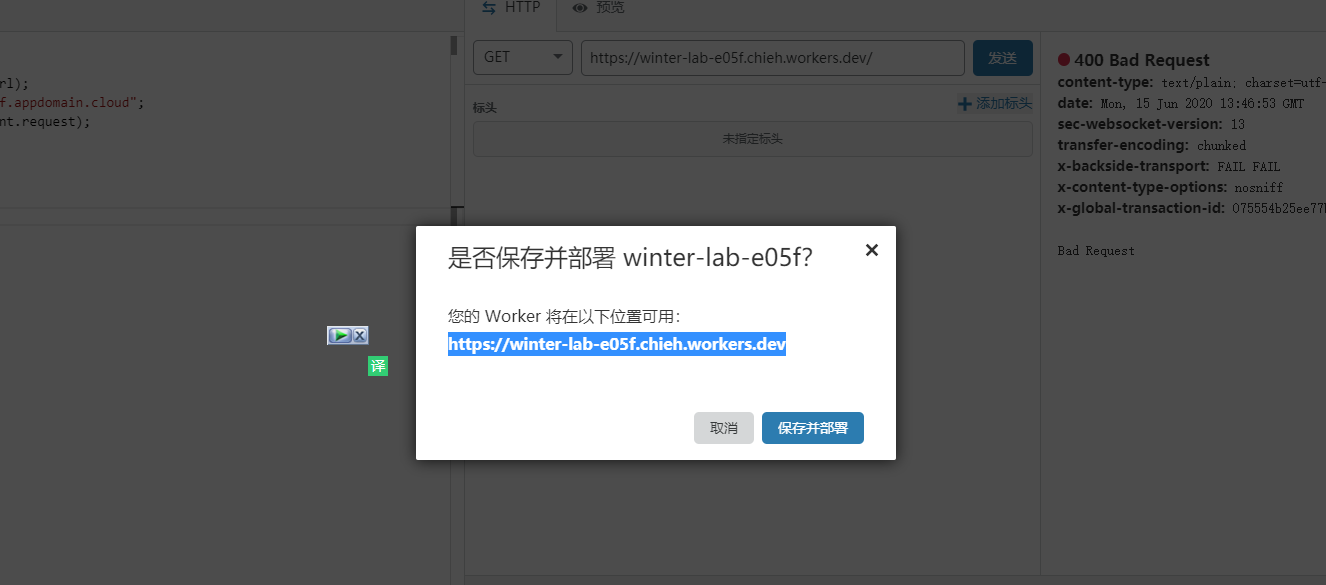 HTTP
预览
GET
https://winter-lab-e05f.chieh.workers.dev/
发送
rl);
f.appdomain.cloud";
nt.request);
标头
添加标头
未指定标头
400 Bad Request
content-type: text/plain; charset=utf-
date: Mon, 15 Jun 2020 13:46:53 GMT
sec-websocket-version: 13
transfer-encoding: chunked
x-backside-transport: FAIL FAIL
x-content-type-options: nosniff
x-global-transaction-id: 075554b25ee77
Bad Request
是否保存并部署 winter-lab-e05f?
您的 Worker 将在以下位置可用：
https://winter-lab-e05f.chieh.workers.dev
取消
保存并部署
译